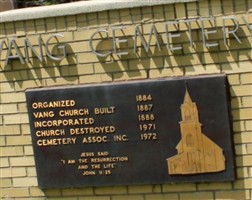 VANG CEMETERY
ORGANIZED 1884
VANG CHURCH BUILT 1887
INCORPORATED 1888
CHURCH DESTROYED 1971
CEMETERY ASSOC. INC. 1972
JESUS SAID
"I AM THE RESURRECTION
AND THE LIFE"
JOHN 11:25